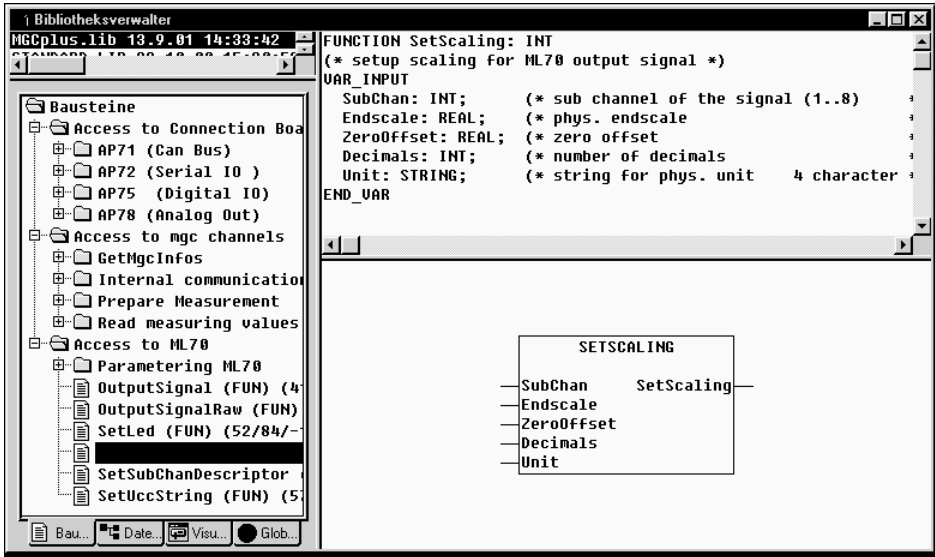 Bibliotheksverwalter
MGCplus.lib 13.9.01 14:33:42
Bausteine
Access to Connection Boa
AP71 (Can Bus)
AP72 (Serial IO )
AP75 (Digital IO)
AP78 (Analog Out)
Access to mgc channels
GetMgcInfos
Internal communication
Prepare Measurement
Read measuring values
Access to ML70
Parametering ML70
OutputSignal (FUN) (4
OutputSignalRaw (FUN)
SetLed (FUN) (52/84/-
SetSubChanDescriptor
SetUccString (FUN) (5
Bau...
Date...
Visu...
Glob...
FUNCTION SetScaling: INT
(* setup scaling for ML70 output signal *)
VAR_INPUT
SubChan: INT; (* sub channel of the signal (1..8) *
Endscale: REAL; (* phys. endscale *
ZeroOffset: REAL; (* zero offset *
Decimals: INT; (* number of decimals *
Unit: STRING; (* string for phys. unit 4 character *
END_VAR
SETSCALING
SubChan SetScaling
Endscale
ZeroOffset
Decimals
Unit